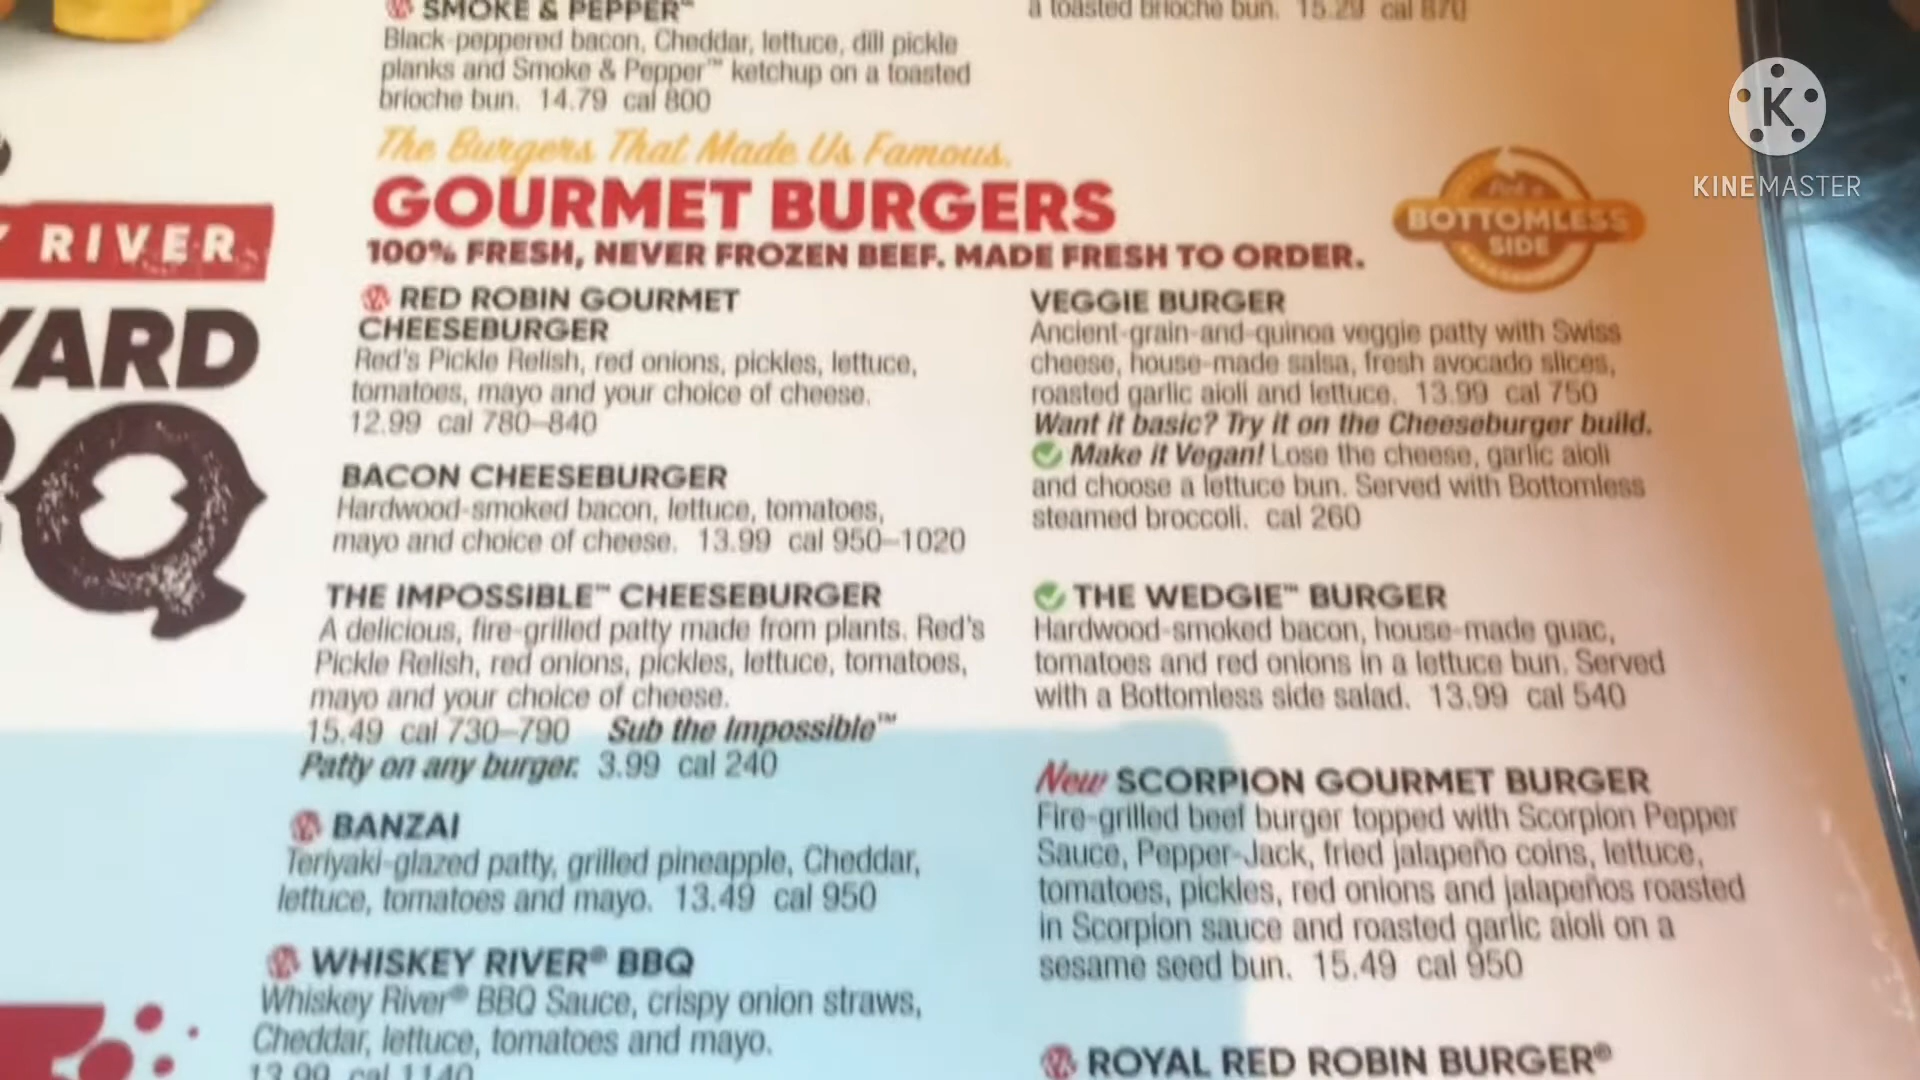 SMOKE & PEPPER™
Black-peppered bacon, Cheddar, lettuce, dill pickle
planks and Smoke & Pepper™ ketchup on a toasted
brioche bun. 14.79 cal 800
a toasted brioche bun. 15.29 cal 870
The Burgers That Made Us Famous.
GOURMET BURGERS
100% FRESH, NEVER FROZEN BEEF. MADE FRESH TO ORDER.
BOTTOMLESS
SIDE
KINEMASTER
RIVER
YARD
Q
RED ROBIN GOURMET
CHEESEBURGER
Red's Pickle Relish, red onions, pickles, lettuce,
tomatoes, mayo and your choice of cheese.
12.99 cal 780–840
BACON CHEESEBURGER
Hardwood-smoked bacon, lettuce, tomatoes,
mayo and choice of cheese. 13.99 cal 950–1020
THE IMPOSSIBLE™ CHEESEBURGER
A delicious, fire-grilled patty made from plants. Red's
Pickle Relish, red onions, pickles, lettuce, tomatoes,
mayo and your choice of cheese.
15.49 cal 730–790 Sub the Impossible™
Patty on any burger. 3.99 cal 240
BANZAI
Teriyaki-glazed patty, grilled pineapple, Cheddar,
lettuce, tomatoes and mayo. 13.49 cal 950
WHISKEY RIVER® BBQ
Whiskey River® BBQ Sauce, crispy onion straws,
Cheddar, lettuce, tomatoes and mayo.
13.99 cal 1140
VEGGIE BURGER
Ancient-grain-and-quinoa veggie patty with Swiss
cheese, house-made salsa, fresh avocado slices,
roasted garlic aioli and lettuce. 13.99 cal 750
Want it basic? Try it on the Cheeseburger build.
Make it Vegan! Lose the cheese, garlic aioli
and choose a lettuce bun. Served with Bottomless
steamed broccoli. cal 260
THE WEDGIE™ BURGER
Hardwood-smoked bacon, house-made guac,
tomatoes and red onions in a lettuce bun. Served
with a Bottomless side salad. 13.99 cal 540
New SCORPION GOURMET BURGER
Fire-grilled beef burger topped with Scorpion Pepper
Sauce, Pepper-Jack, fried jalapeño coins, lettuce,
tomatoes, pickles, red onions and jalapeños roasted
in Scorpion sauce and roasted garlic aioli on a
sesame seed bun. 15.49 cal 950
ROYAL RED ROBIN BURGER®